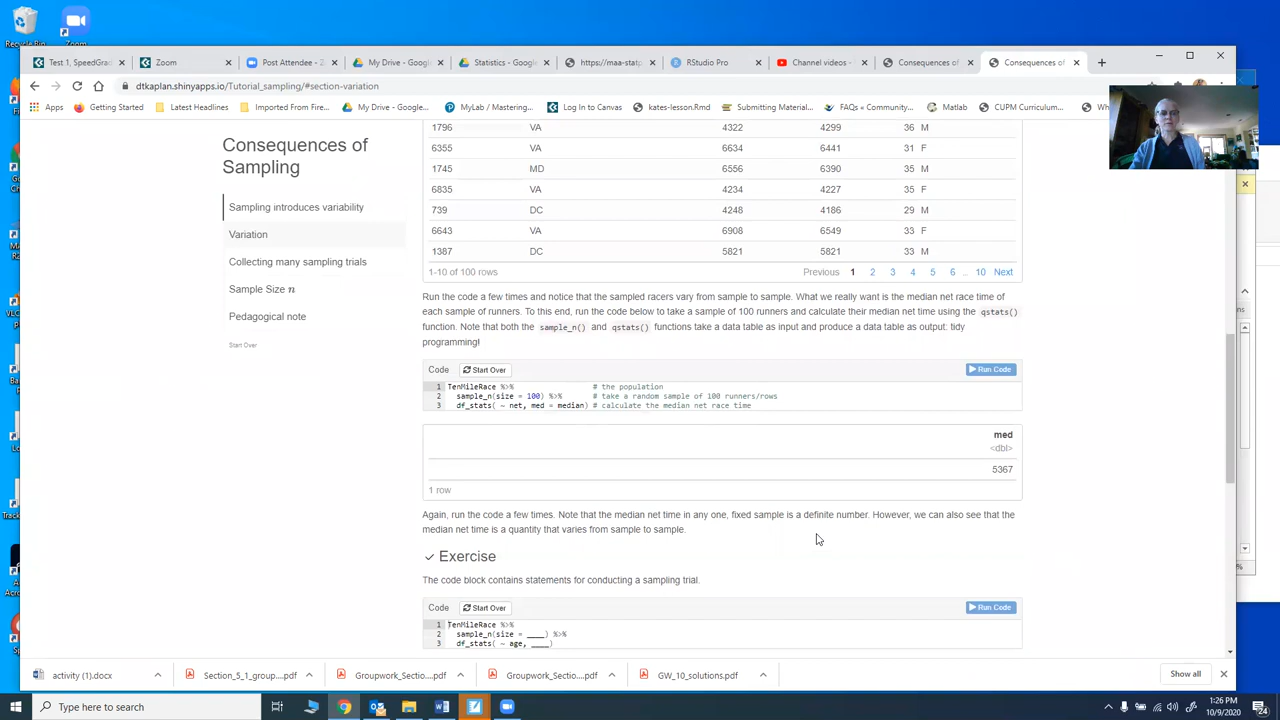 Recycle Bin
Zoom
Test 1, SpeedGrad
Zoom
Post Attendee - Z
My Drive - Google
Statistics - Google
https://maa-statp
RStudio Pro
Channel videos -
Consequences of
Consequences of
dtkaplan.shinyapps.io/Tutorial_sampling/#section-variation
Apps
Getting Started
Latest Headlines
Imported From Fire...
My Drive - Google...
MyLab / Mastering...
Log In to Canvas
kates-lesson.Rmd
Submitting Material...
FAQs « Community...
Matlab
CUPM Curriculum...
Consequences of
Sampling
Sampling introduces variability
Variation
Collecting many sampling trials
Sample Size n
Pedagogical note
Start Over
1796 VA 4322 4299 36 M
6355 VA 6634 6441 31 F
1745 MD 6556 6390 35 M
6835 VA 4234 4227 35 F
739 DC 4248 4186 29 M
6643 VA 6908 6549 33 F
1387 DC 5821 5821 33 M
1-10 of 100 rows Previous 1 2 3 4 5 6 ... 10 Next
Run the code a few times and notice that the sampled racers vary from sample to sample. What we really want is the median net race time of
each sample of runners. To this end, run the code below to take a sample of 100 runners and calculate their median net time using the qstats()
function. Note that both the sample_n() and qstats() functions take a data table as input and produce a data table as output: tidy
programming!
Code Start Over Run Code
1 TenMileRace %>% # the population
2 sample_n(size = 100) %>% # take a random sample of 100 runners/rows
3 df_stats( ~ net, med = median) # calculate the median net race time
med
<dbl>
5367
1 row
Again, run the code a few times. Note that the median net time in any one, fixed sample is a definite number. However, we can also see that the
median net time is a quantity that varies from sample to sample.
Exercise
The code block contains statements for conducting a sampling trial.
Code Start Over Run Code
1 TenMileRace %>%
2 sample_n(size = ____) %>%
3 df_stats( ~ age, ____)
activity (1).docx
Section_5_1_group....pdf
Groupwork_Sectio....pdf
Groupwork_Sectio....pdf
GW_10_solutions.pdf
Show all
Type here to search
1:26 PM
10/9/2020
24